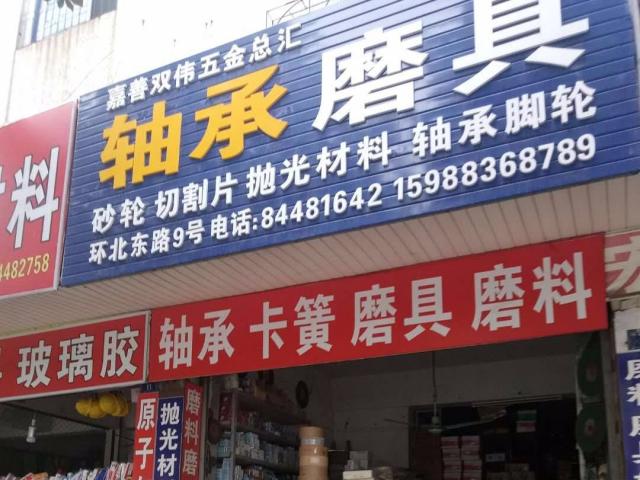 嘉善双伟五金总汇
轴承 磨具
砂轮 切割片 抛光材料 轴承脚轮
环北东路9号 电话:84481642 15988368789
料
4482758
玻璃胶
轴承 卡簧 磨具 磨料
原子
抛光材
磨料磨